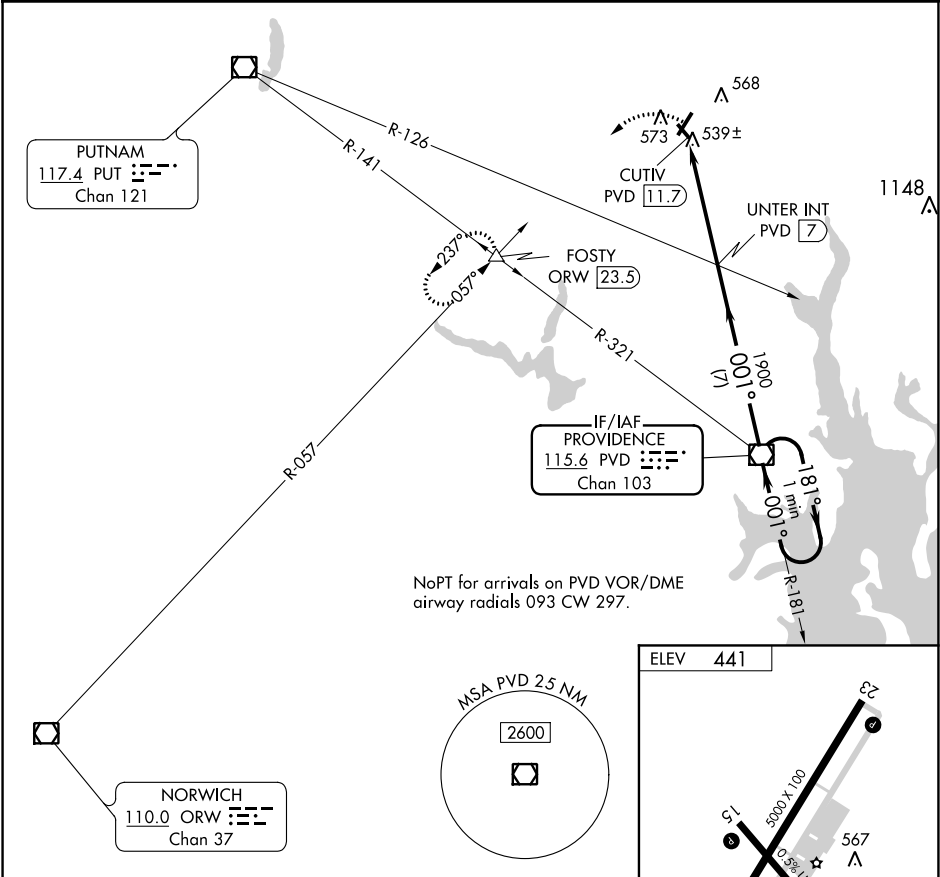 568
573
539±
R-126
R-141
PUTNAM
117.4 PUT
Chan 121
CUTIV
PVD 11.7
1148
UNTER INT
PVD 7
237°
057°
FOSTY
ORW 23.5
R-321
1900
001°
(7)
IF/IAF
PROVIDENCE
115.6 PVD
Chan 103
R-057
181°
1 min
001°
R-181
NoPT for arrivals on PVD VOR/DME
airway radials 093 CW 297.
MSA PVD 25 NM
2600
NORWICH
110.0 ORW
Chan 37
ELEV 441
23
P
5000 X 100
15
P
0.5%
567